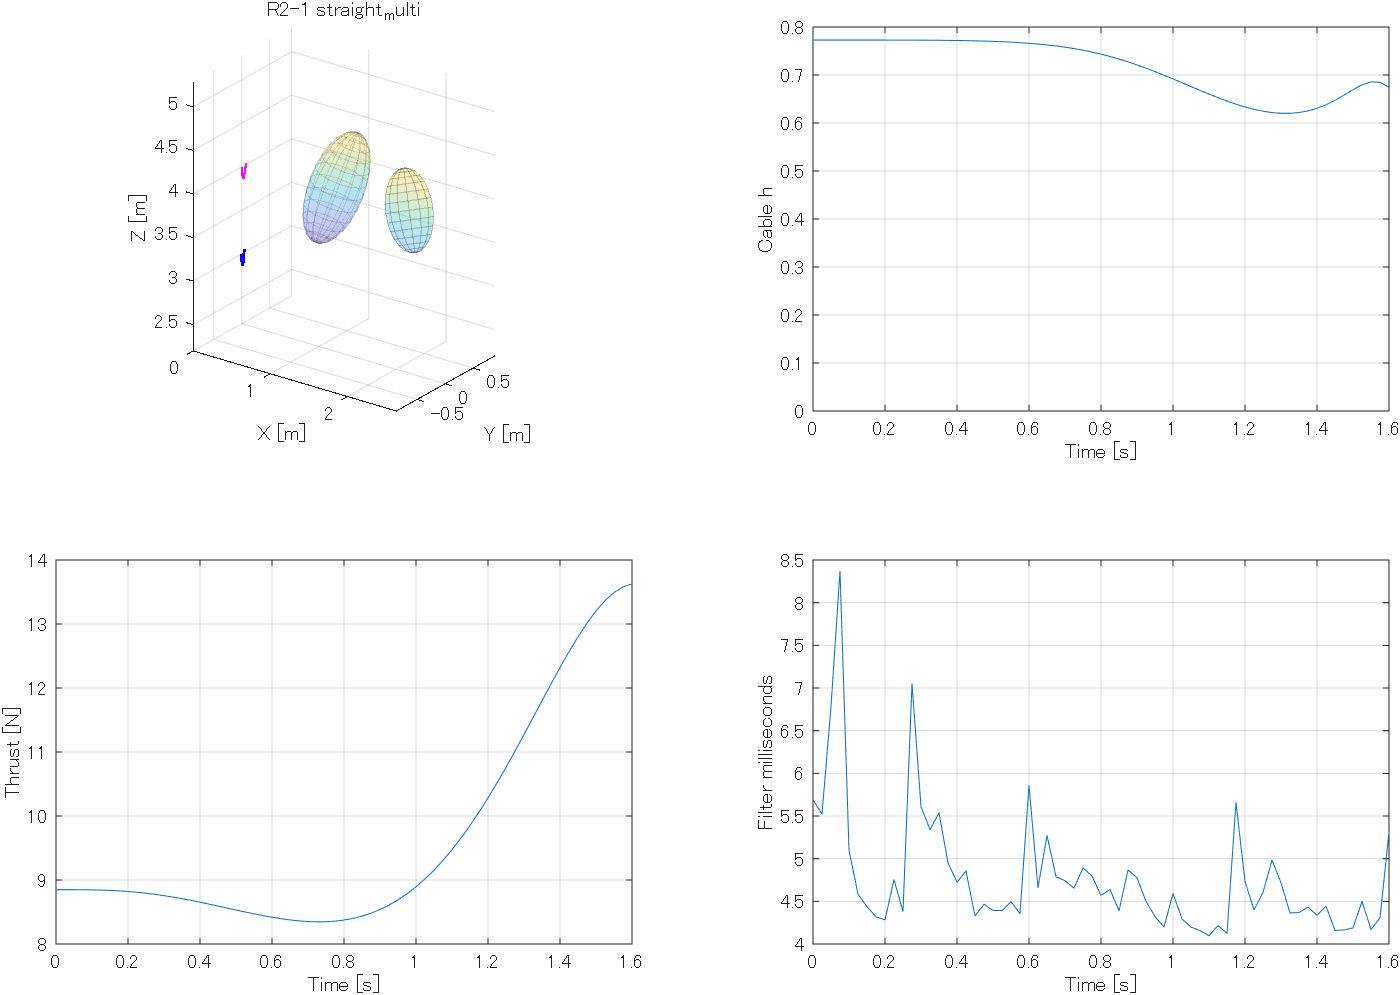 R2-1 straight_multi
5
4.5
4
3.5
3
2.5
Z [m]
0
1
2
X [m]
-0.5
0
0.5
Y [m]
0.8
0.7
0.6
0.5
0.4
0.3
0.2
0.1
0
Cable h
0 0.2 0.4 0.6 0.8 1 1.2 1.4 1.6
Time [s]
14
13
12
11
10
9
8
Thrust [N]
0 0.2 0.4 0.6 0.8 1 1.2 1.4 1.6
Time [s]
8.5
8
7.5
7
6.5
6
5.5
5
4.5
4
Filter milliseconds
0 0.2 0.4 0.6 0.8 1 1.2 1.4 1.6
Time [s]